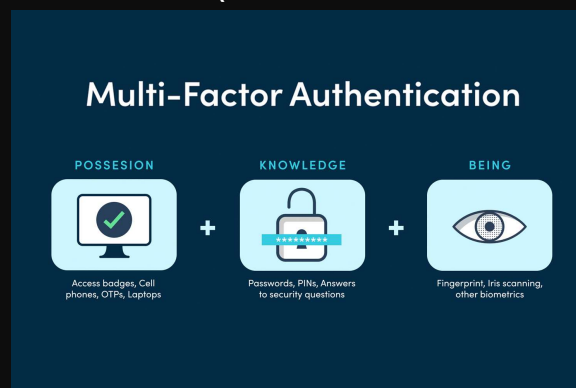 Multi-Factor Authentication
POSSESION
KNOWLEDGE
BEING
*********
Access badges, Cell
phones, OTPs, Laptops
Passwords, PINs, Answers
to security questions
Fingerprint, Iris scanning,
other biometrics